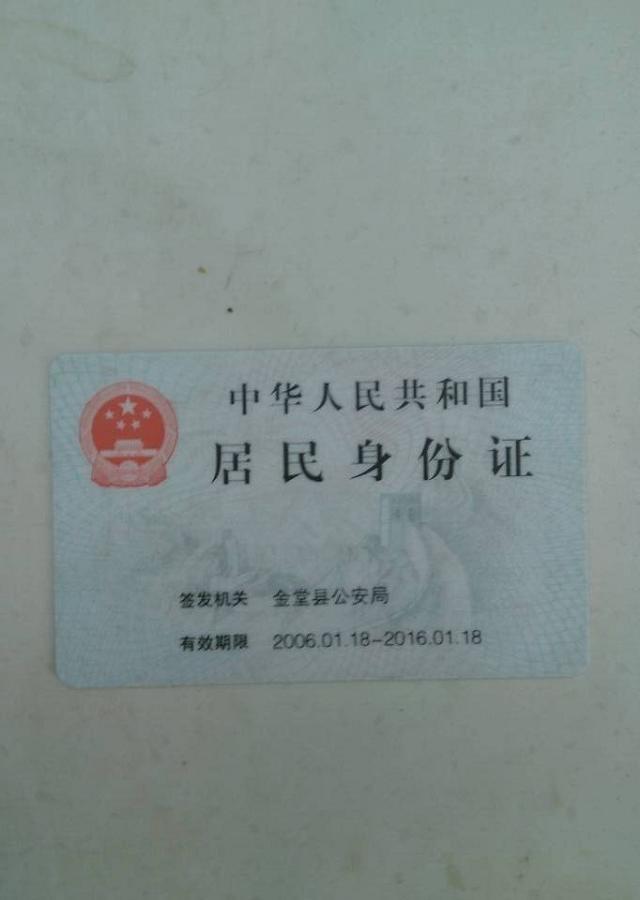 中华人民共和国
居民身份证
签发机关 金堂县公安局
有效期限 2006.01.18-2016.01.18